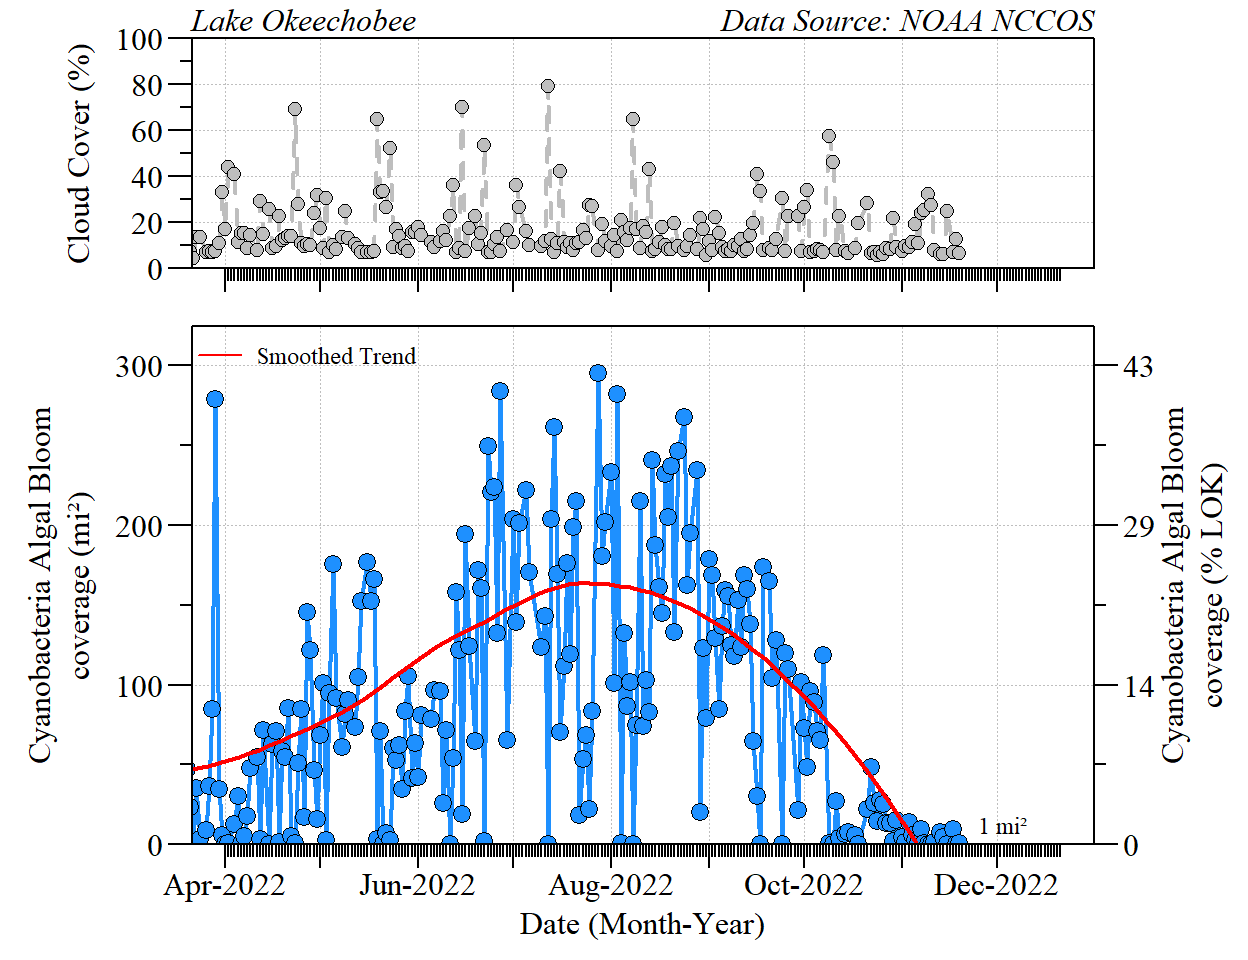 Lake Okeechobee
Data Source: NOAA NCCOS
Cloud Cover (%)
100
80
60
40
20
0
Smoothed Trend
Cyanobacteria Algal Bloom
coverage (mi²)
300
200
100
0
43
29
14
0
Cyanobacteria Algal Bloom
coverage (% LOK)
1 mi²
Apr-2022
Jun-2022
Aug-2022
Oct-2022
Dec-2022
Date (Month-Year)